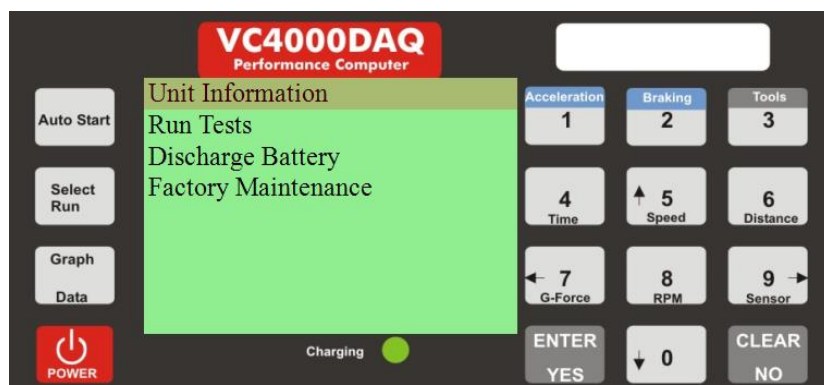 VC4000DAQ
Performance Computer
Unit Information
Run Tests
Discharge Battery
Factory Maintenance
Auto Start
Select
Run
Graph
Data
POWER
Charging
Acceleration
1
Braking
2
Tools
3
4
Time
5
Speed
6
Distance
7
G-Force
8
RPM
9
Sensor
ENTER
YES
0
CLEAR
NO